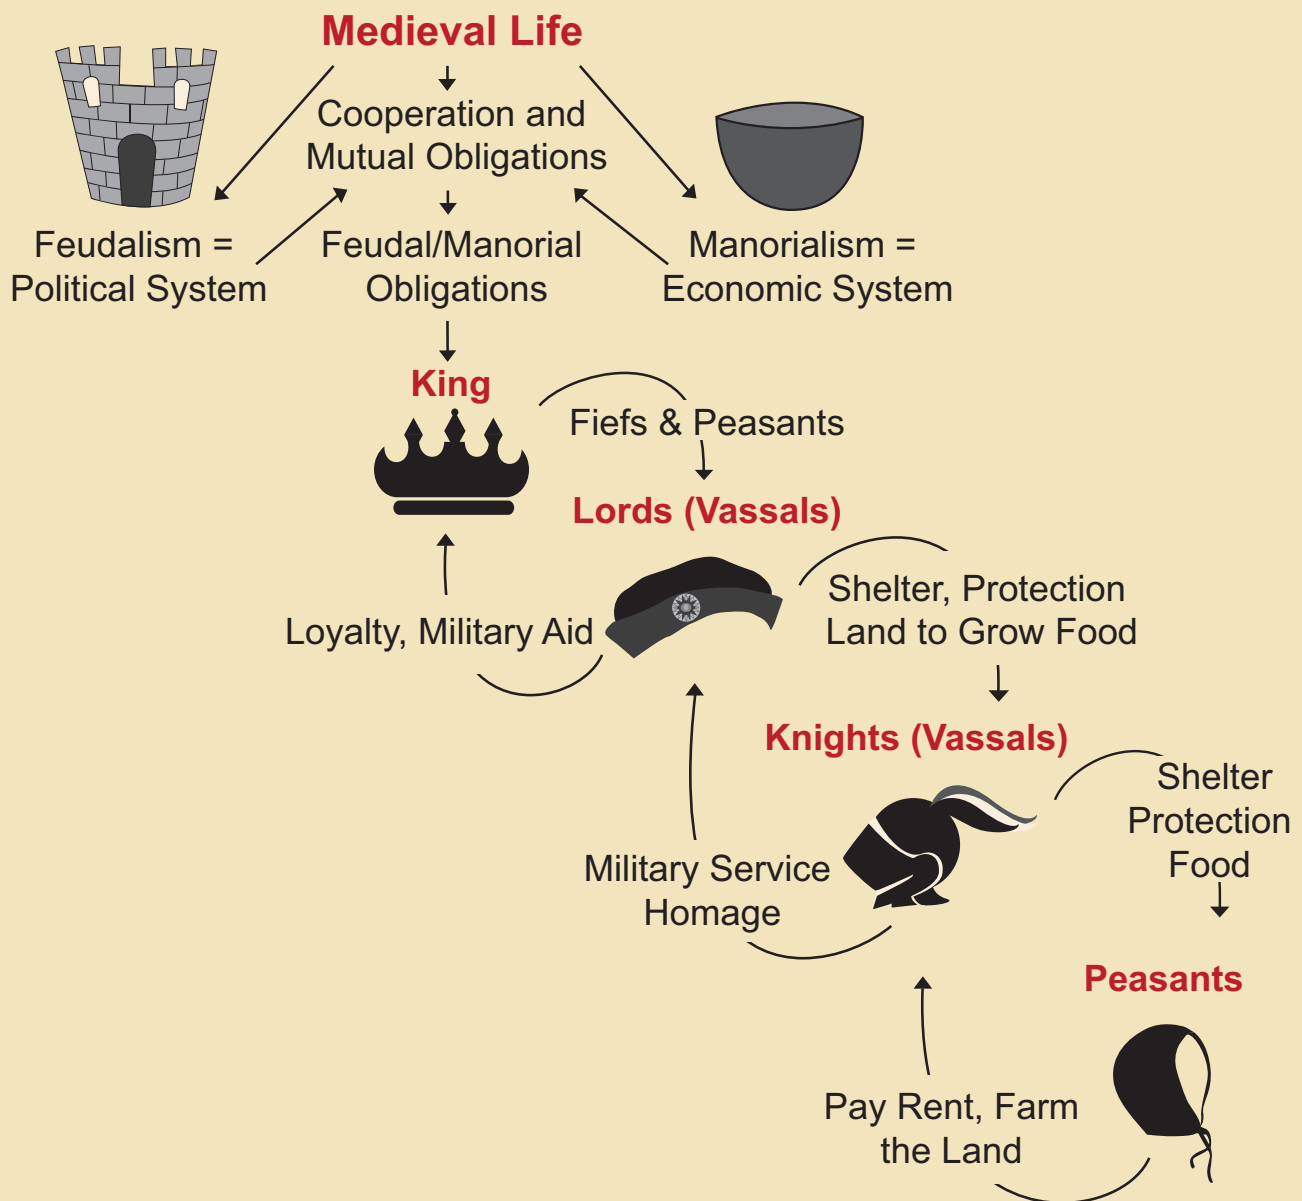 Medieval Life
Cooperation and
Mutual Obligations
Feudalism =
Political System
Feudal/Manorial
Obligations
Manorialism =
Economic System
King
Fiefs & Peasants
Lords (Vassals)
Loyalty, Military Aid
Shelter, Protection
Land to Grow Food
Knights (Vassals)
Shelter
Protection
Food
Military Service
Homage
Peasants
Pay Rent, Farm
the Land